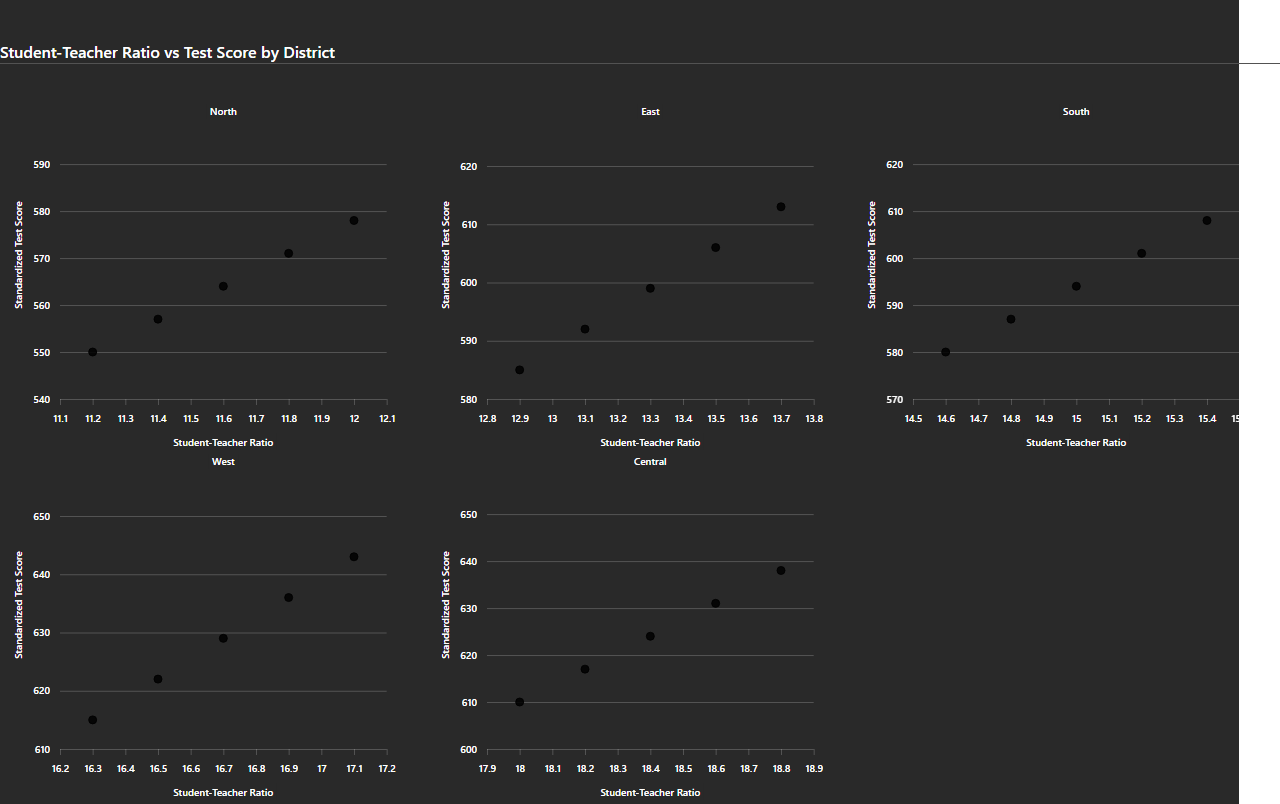 Student-Teacher Ratio vs Test Score by District
North
Standardized Test Score
590
580
570
560
550
540
11.1 11.2 11.3 11.4 11.5 11.6 11.7 11.8 11.9 12 12.1
Student-Teacher Ratio
East
Standardized Test Score
620
610
600
590
580
12.8 12.9 13 13.1 13.2 13.3 13.4 13.5 13.6 13.7 13.8
Student-Teacher Ratio
South
Standardized Test Score
620
610
600
590
580
570
14.5 14.6 14.7 14.8 14.9 15 15.1 15.2 15.3 15.4
Student-Teacher Ratio
West
Standardized Test Score
650
640
630
620
610
16.2 16.3 16.4 16.5 16.6 16.7 16.8 16.9 17 17.1 17.2
Student-Teacher Ratio
Central
Standardized Test Score
650
640
630
620
610
600
17.9 18 18.1 18.2 18.3 18.4 18.5 18.6 18.7 18.8 18.9
Student-Teacher Ratio